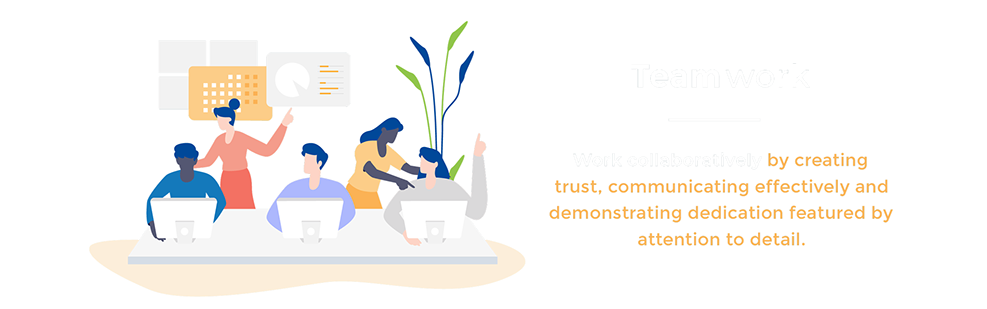 Teamwork
Work collaboratively by creating
trust, communicating effectively and
demonstrating dedication featured by
attention to detail.